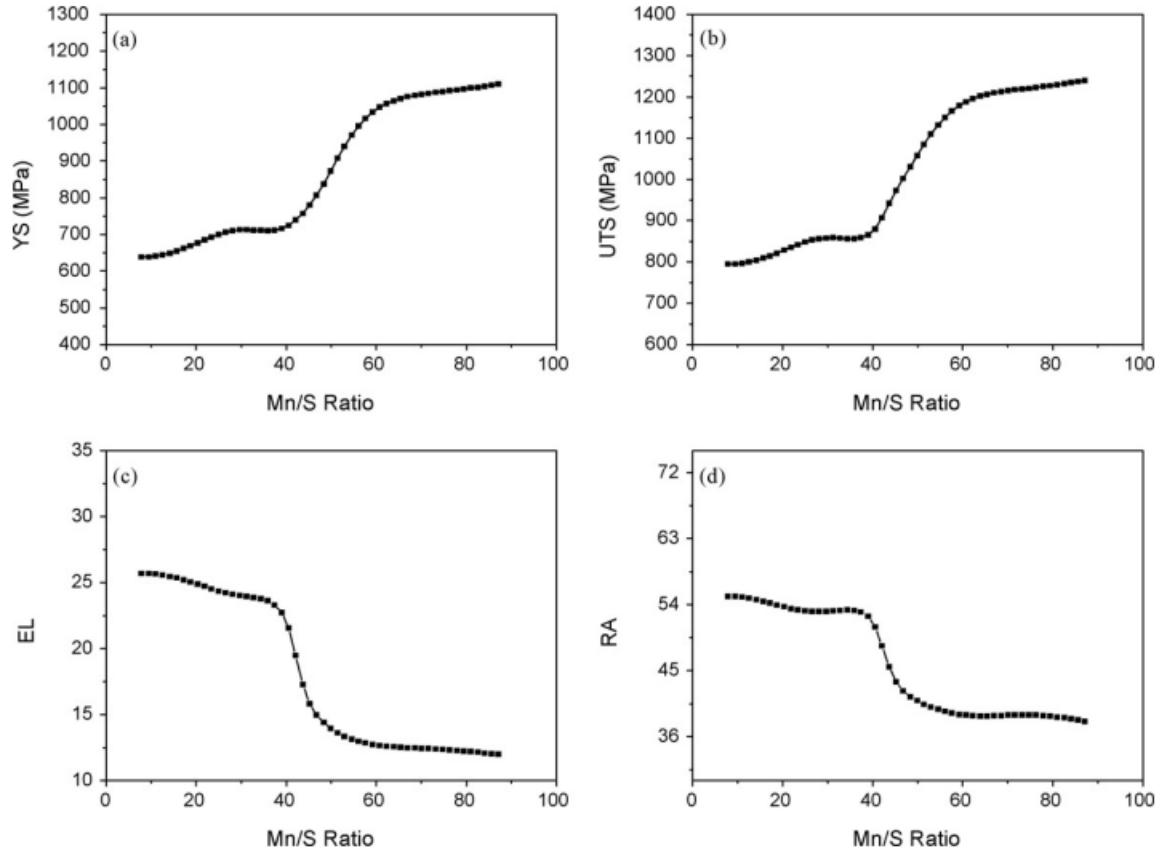 (a)
YS (MPa)
1300
1200
1100
1000
900
800
700
600
500
400
0 20 40 60 80 100
Mn/S Ratio
(b)
UTS (MPa)
1400
1300
1200
1100
1000
900
800
700
600
0 20 40 60 80 100
Mn/S Ratio
(c)
EL
35
30
25
20
15
10
0 20 40 60 80 100
Mn/S Ratio
(d)
RA
72
63
54
45
36
0 20 40 60 80 100
Mn/S Ratio